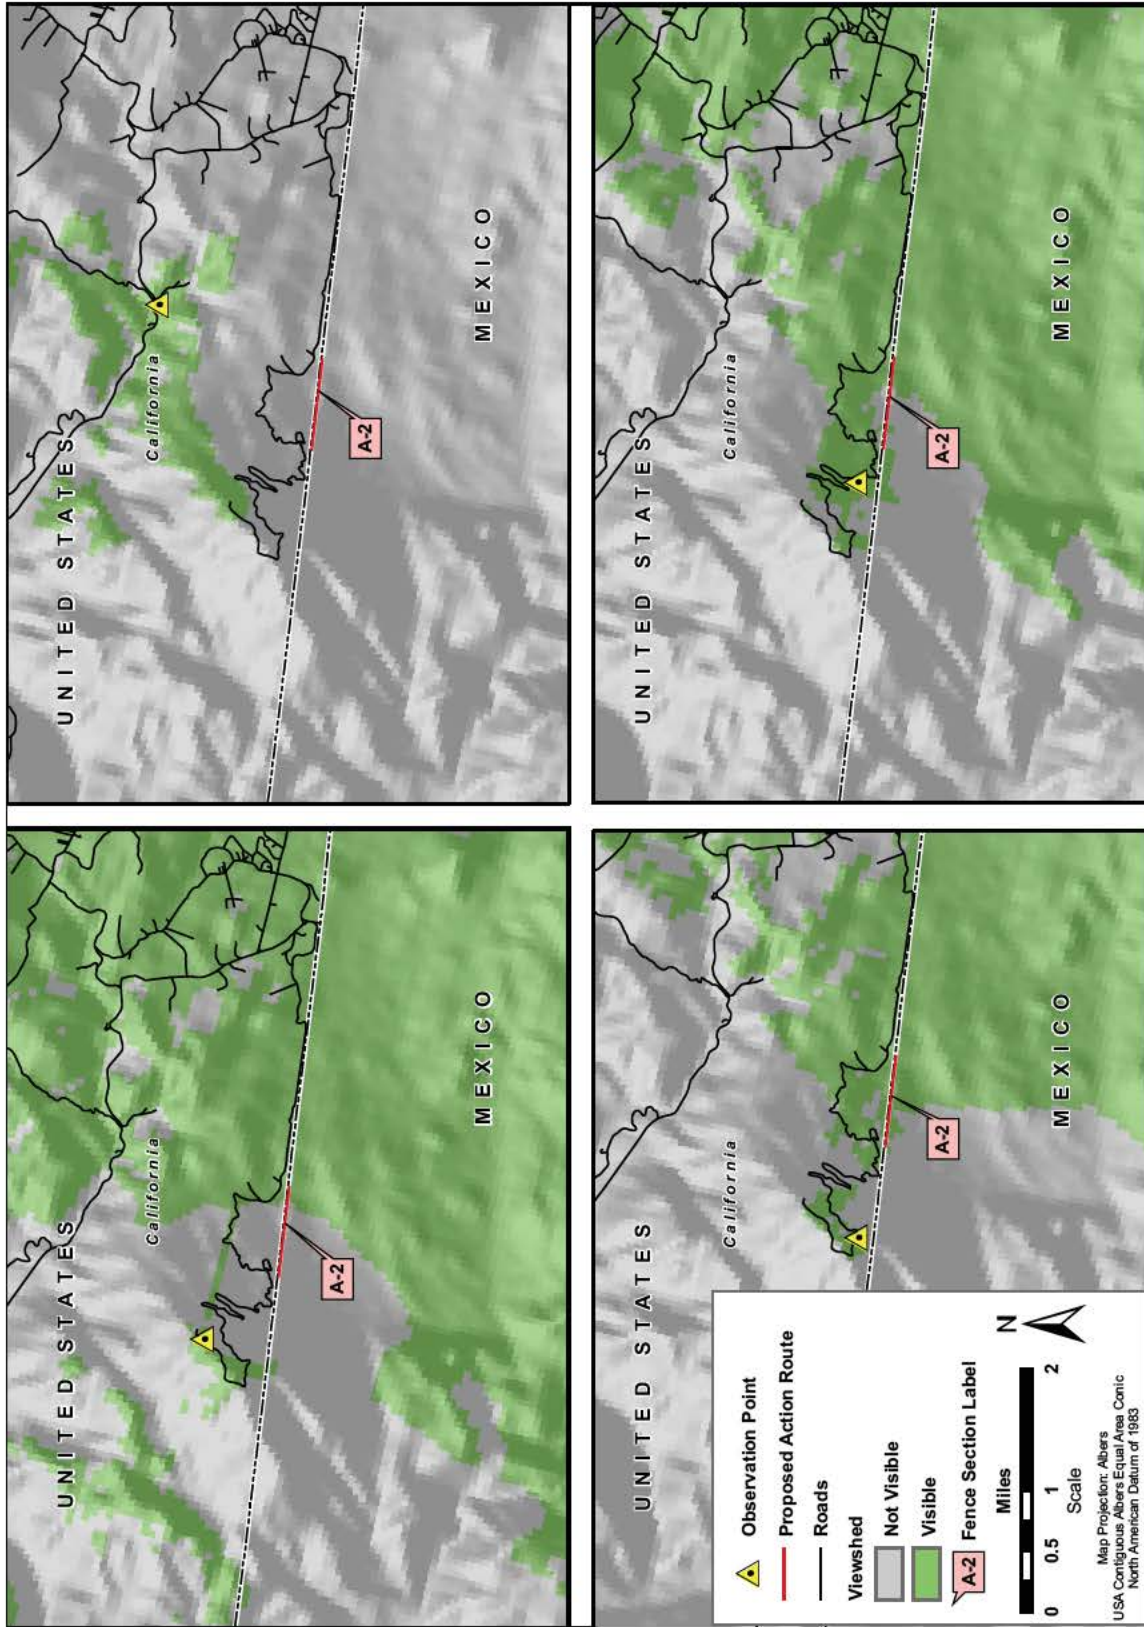 UNITED STATES
California
A-2
MEXICO
UNITED STATES
California
A-2
MEXICO
UNITED STATES
California
A-2
MEXICO
UNITED STATES
California
A-2
MEXICO
Observation Point
Proposed Action Route
Roads
Viewshed
Not Visible
Visible
A-2 Fence Section Label
Miles
0 0.5 1 2
Scale
N
Map Projection: Albers
USA Contiguous Albers Equal Area Conic
North American Datum of 1983